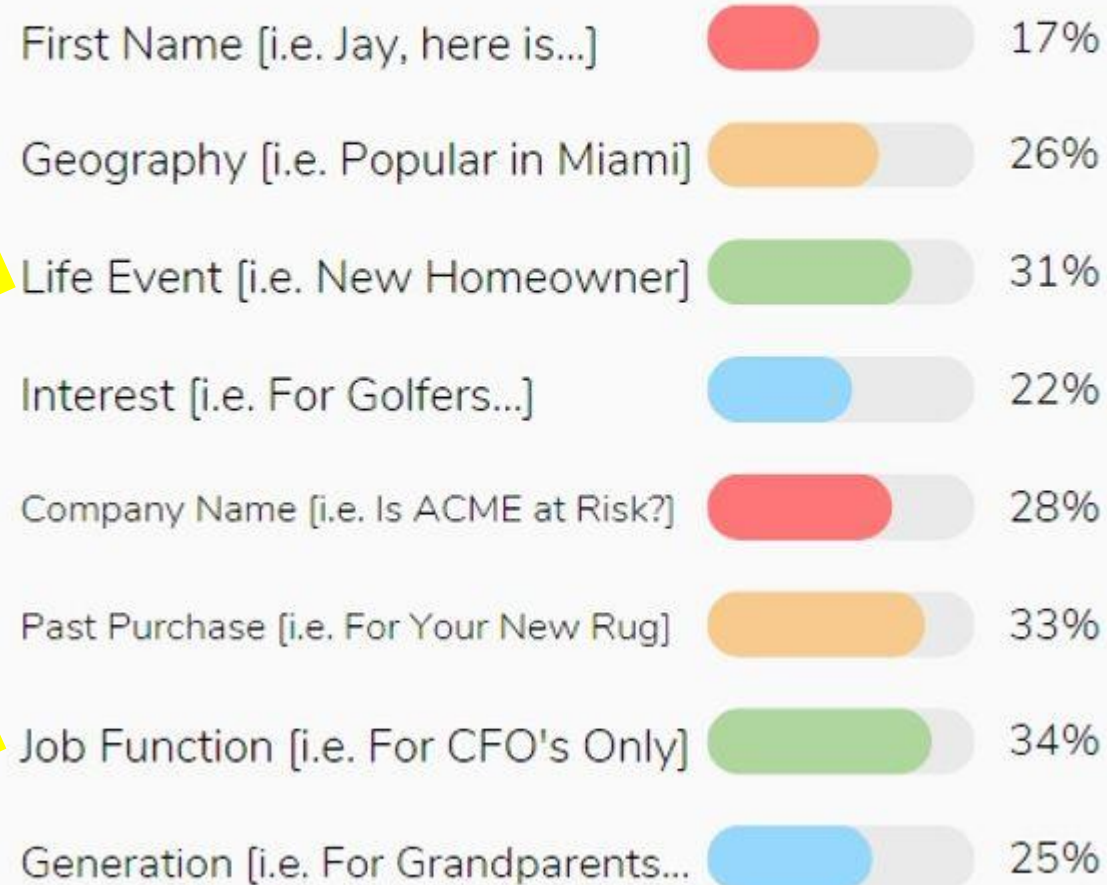 First Name [i.e. Jay, here is...] 17%
Geography [i.e. Popular in Miami] 26%
Life Event [i.e. New Homeowner] 31%
Interest [i.e. For Golfers...] 22%
Company Name [i.e. Is ACME at Risk?] 28%
Past Purchase [i.e. For Your New Rug] 33%
Job Function [i.e. For CFO's Only] 34%
Generation [i.e. For Grandparents... 25%